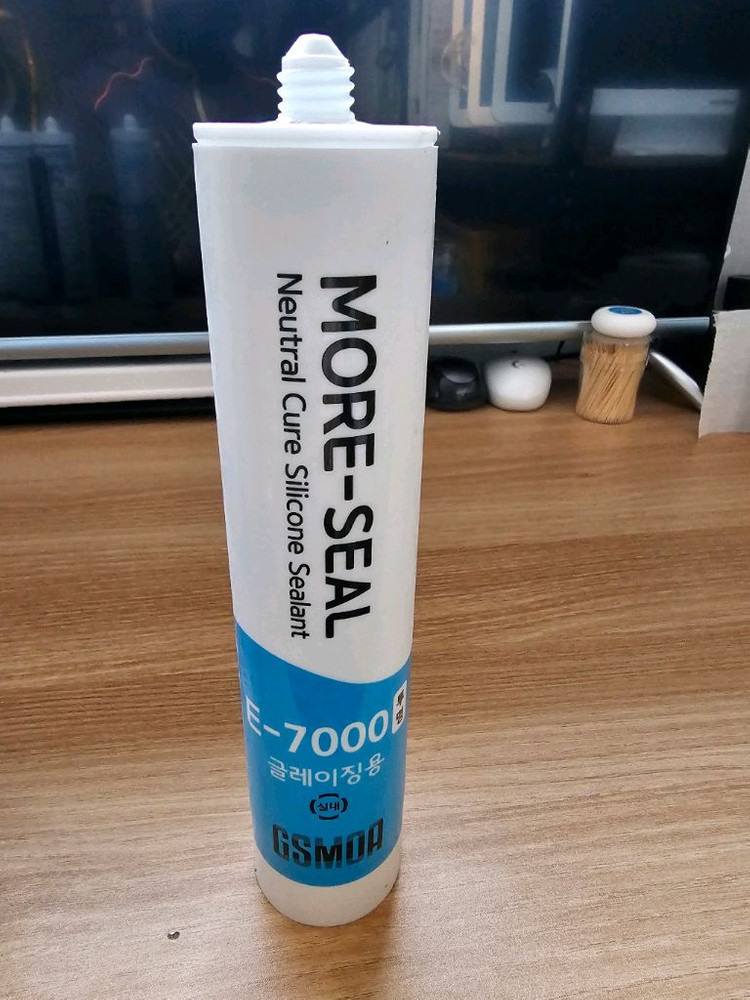 MORE-SEAL
Neutral Cure Silicone Sealant
E-7000
투명
글레이징용
실내
GSMOA